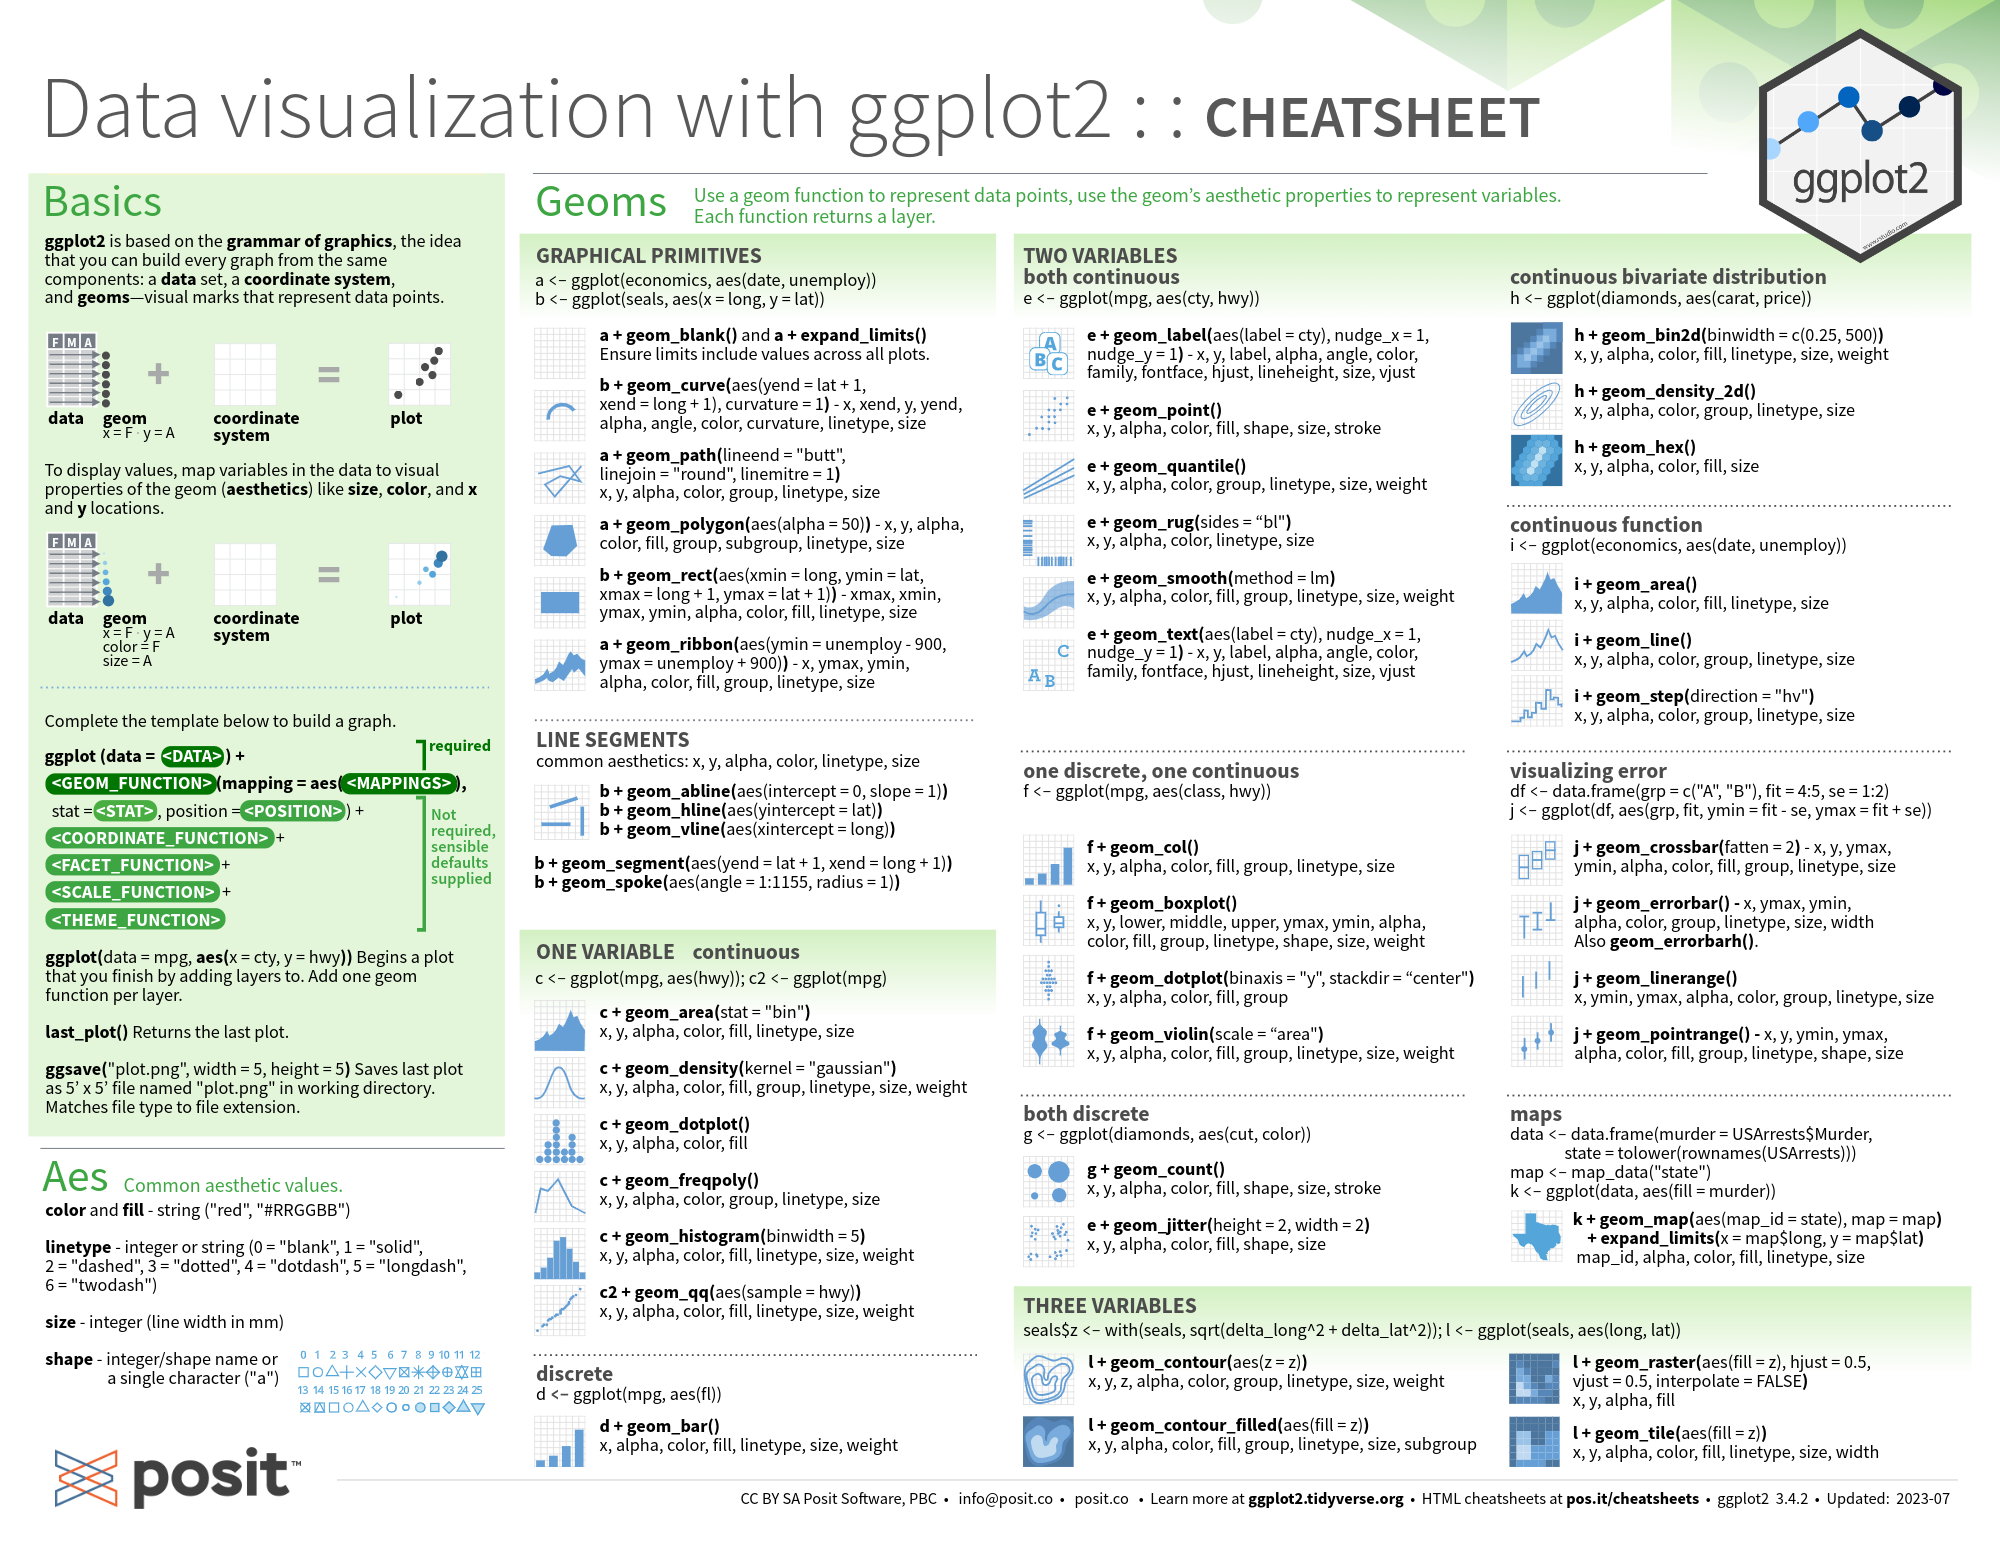 Data visualization with ggplot2 : : CHEATSHEET
ggplot2
www.rstudio.com
Basics
ggplot2 is based on the grammar of graphics, the idea
that you can build every graph from the same
components: a data set, a coordinate system,
and geoms—visual marks that represent data points.
F M A
+
=
data
geom
x = F · y = A
coordinate
system
plot
To display values, map variables in the data to visual
properties of the geom (aesthetics) like size, color, and x
and y locations.
F M A
+
=
data
geom
x = F · y = A
color = F
size = A
coordinate
system
plot
Complete the template below to build a graph.
required
ggplot (data = <DATA>) +
<GEOM_FUNCTION>(mapping = aes(<MAPPINGS>),
stat = <STAT>, position = <POSITION>) +
<COORDINATE_FUNCTION> +
<FACET_FUNCTION> +
<SCALE_FUNCTION> +
<THEME_FUNCTION>
Not
required,
sensible
defaults
supplied
ggplot(data = mpg, aes(x = cty, y = hwy)) Begins a plot
that you finish by adding layers to. Add one geom
function per layer.
last_plot() Returns the last plot.
ggsave("plot.png", width = 5, height = 5) Saves last plot
as 5’ x 5’ file named "plot.png" in working directory.
Matches file type to file extension.
Aes Common aesthetic values.
color and fill - string ("red", "#RRGGBB")
linetype - integer or string (0 = "blank", 1 = "solid",
2 = "dashed", 3 = "dotted", 4 = "dotdash", 5 = "longdash",
6 = "twodash")
size - integer (line width in mm)
shape - integer/shape name or
a single character ("a")
0 1 2 3 4 5 6 7 8 9 10 11 12
13 14 15 16 17 18 19 20 21 22 23 24 25
posit™
Geoms
Use a geom function to represent data points, use the geom’s aesthetic properties to represent variables.
Each function returns a layer.
GRAPHICAL PRIMITIVES
a <- ggplot(economics, aes(date, unemploy))
b <- ggplot(seals, aes(x = long, y = lat))
a + geom_blank() and a + expand_limits()
Ensure limits include values across all plots.
b + geom_curve(aes(yend = lat + 1,
xend = long + 1), curvature = 1) - x, xend, y, yend,
alpha, angle, color, curvature, linetype, size
a + geom_path(lineend = "butt",
linejoin = "round", linemitre = 1)
x, y, alpha, color, group, linetype, size
a + geom_polygon(aes(alpha = 50)) - x, y, alpha,
color, fill, group, subgroup, linetype, size
b + geom_rect(aes(xmin = long, ymin = lat,
xmax = long + 1, ymax = lat + 1)) - xmax, xmin,
ymax, ymin, alpha, color, fill, linetype, size
a + geom_ribbon(aes(ymin = unemploy - 900,
ymax = unemploy + 900)) - x, ymax, ymin,
alpha, color, fill, group, linetype, size
LINE SEGMENTS
common aesthetics: x, y, alpha, color, linetype, size
b + geom_abline(aes(intercept = 0, slope = 1))
b + geom_hline(aes(yintercept = lat))
b + geom_vline(aes(xintercept = long))
b + geom_segment(aes(yend = lat + 1, xend = long + 1))
b + geom_spoke(aes(angle = 1:1155, radius = 1))
ONE VARIABLE continuous
c <- ggplot(mpg, aes(hwy)); c2 <- ggplot(mpg)
c + geom_area(stat = "bin")
x, y, alpha, color, fill, linetype, size
c + geom_density(kernel = "gaussian")
x, y, alpha, color, fill, group, linetype, size, weight
c + geom_dotplot()
x, y, alpha, color, fill
c + geom_freqpoly()
x, y, alpha, color, group, linetype, size
c + geom_histogram(binwidth = 5)
x, y, alpha, color, fill, linetype, size, weight
c2 + geom_qq(aes(sample = hwy))
x, y, alpha, color, fill, linetype, size, weight
discrete
d <- ggplot(mpg, aes(fl))
d + geom_bar()
x, alpha, color, fill, linetype, size, weight
TWO VARIABLES
both continuous
e <- ggplot(mpg, aes(cty, hwy))
A
B C
e + geom_label(aes(label = cty), nudge_x = 1,
nudge_y = 1) - x, y, label, alpha, angle, color,
family, fontface, hjust, lineheight, size, vjust
e + geom_point()
x, y, alpha, color, fill, shape, size, stroke
e + geom_quantile()
x, y, alpha, color, group, linetype, size, weight
e + geom_rug(sides = “bl")
x, y, alpha, color, linetype, size
e + geom_smooth(method = lm)
x, y, alpha, color, fill, group, linetype, size, weight
C
A B
e + geom_text(aes(label = cty), nudge_x = 1,
nudge_y = 1) - x, y, label, alpha, angle, color,
family, fontface, hjust, lineheight, size, vjust
one discrete, one continuous
f <- ggplot(mpg, aes(class, hwy))
f + geom_col()
x, y, alpha, color, fill, group, linetype, size
f + geom_boxplot()
x, y, lower, middle, upper, ymax, ymin, alpha,
color, fill, group, linetype, shape, size, weight
f + geom_dotplot(binaxis = "y", stackdir = “center")
x, y, alpha, color, fill, group
f + geom_violin(scale = “area")
x, y, alpha, color, fill, group, linetype, size, weight
both discrete
g <- ggplot(diamonds, aes(cut, color))
g + geom_count()
x, y, alpha, color, fill, shape, size, stroke
e + geom_jitter(height = 2, width = 2)
x, y, alpha, color, fill, shape, size
continuous bivariate distribution
h <- ggplot(diamonds, aes(carat, price))
h + geom_bin2d(binwidth = c(0.25, 500))
x, y, alpha, color, fill, linetype, size, weight
h + geom_density_2d()
x, y, alpha, color, group, linetype, size
h + geom_hex()
x, y, alpha, color, fill, size
continuous function
i <- ggplot(economics, aes(date, unemploy))
i + geom_area()
x, y, alpha, color, fill, linetype, size
i + geom_line()
x, y, alpha, color, group, linetype, size
i + geom_step(direction = "hv")
x, y, alpha, color, group, linetype, size
visualizing error
df <- data.frame(grp = c("A", "B"), fit = 4:5, se = 1:2)
j <- ggplot(df, aes(grp, fit, ymin = fit - se, ymax = fit + se))
j + geom_crossbar(fatten = 2) - x, y, ymax,
ymin, alpha, color, fill, group, linetype, size
j + geom_errorbar() - x, ymax, ymin,
alpha, color, group, linetype, size, width
Also geom_errorbarh().
j + geom_linerange()
x, ymin, ymax, alpha, color, group, linetype, size
j + geom_pointrange() - x, y, ymin, ymax,
alpha, color, fill, group, linetype, shape, size
maps
data <- data.frame(murder = USArrests$Murder,
state = tolower(rownames(USArrests)))
map <- map_data("state")
k <- ggplot(data, aes(fill = murder))
k + geom_map(aes(map_id = state), map = map)
+ expand_limits(x = map$long, y = map$lat)
map_id, alpha, color, fill, linetype, size
THREE VARIABLES
seals$z <- with(seals, sqrt(delta_long^2 + delta_lat^2)); l <- ggplot(seals, aes(long, lat))
l + geom_contour(aes(z = z))
x, y, z, alpha, color, group, linetype, size, weight
l + geom_contour_filled(aes(fill = z))
x, y, alpha, color, fill, group, linetype, size, subgroup
l + geom_raster(aes(fill = z), hjust = 0.5,
vjust = 0.5, interpolate = FALSE)
x, y, alpha, fill
l + geom_tile(aes(fill = z))
x, y, alpha, color, fill, linetype, size, width
CC BY SA Posit Software, PBC • info@posit.co • posit.co • Learn more at ggplot2.tidyverse.org • HTML cheatsheets at pos.it/cheatsheets • ggplot2 3.4.2 • Updated: 2023-07